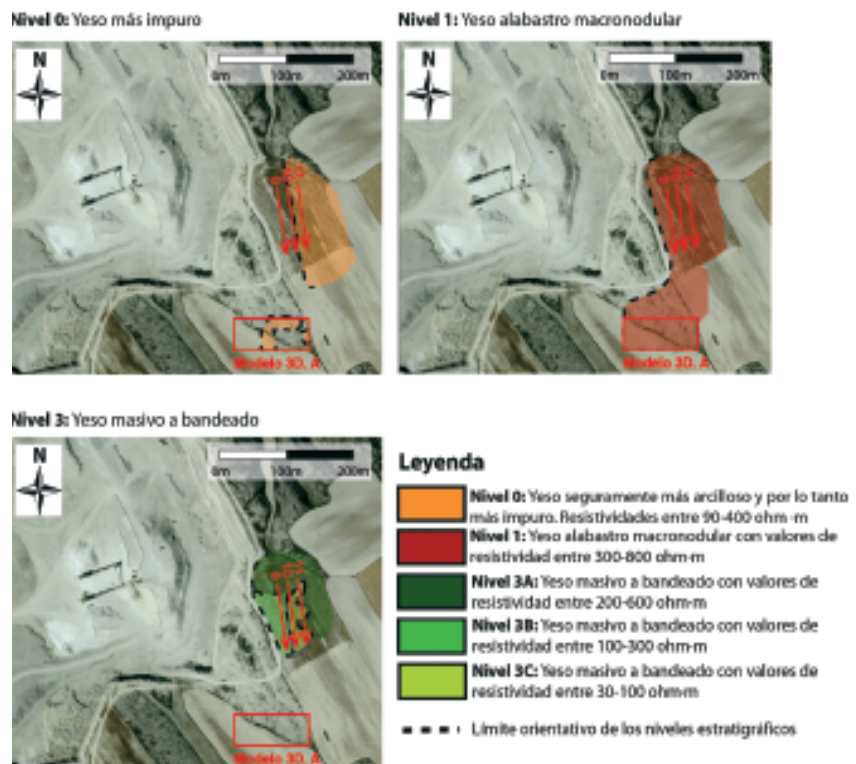 Nivel 0: Yeso más impuro
Nivel 1: Yeso alabastro macronodular
N
0m 100m 200m
N
0m 100m 200m
Modelo 3D. A
Modelo 3D. A
Nivel 3: Yeso masivo a bandeado
N
0m 100m 200m
Modelo 3D. A
Leyenda
Nivel 0: Yeso seguramente más arcilloso y por lo tanto
más impuro. Resistividades entre 90-400 ohm-m
Nivel 1: Yeso alabastro macronodular con valores de
resistividad entre 300-800 ohm-m
Nivel 3A: Yeso masivo a bandeado con valores de
resistividad entre 200-600 ohm-m
Nivel 3B: Yeso masivo a bandeado con valores de
resistividad entre 100-300 ohm-m
Nivel 3C: Yeso masivo a bandeado con valores de
resistividad entre 30-100 ohm-m
Límite orientativo de los niveles estratigráficos